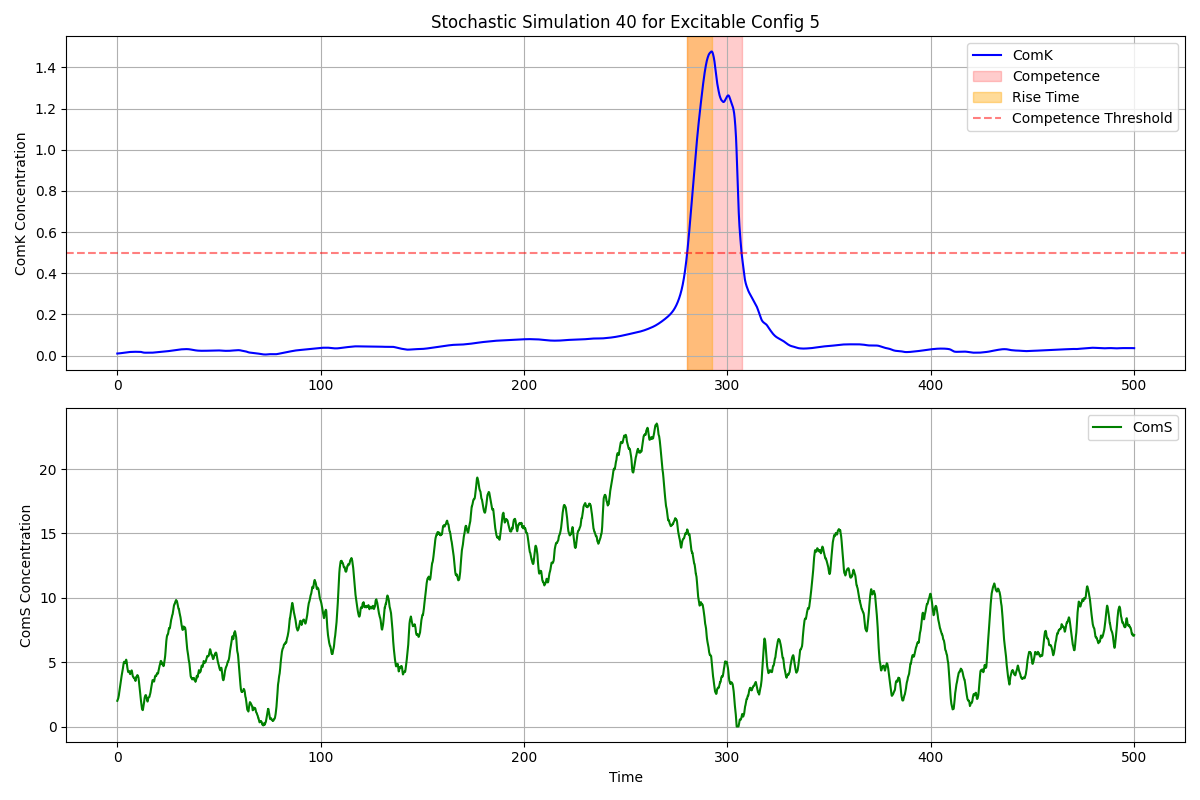 Stochastic Simulation 40 for Excitable Config 5
ComK Concentration
1.4
1.2
1.0
0.8
0.6
0.4
0.2
0.0
ComK
Competence
Rise Time
Competence Threshold
0 100 200 300 400 500
ComS Concentration
20
15
10
5
0
ComS
0 100 200 300 400 500
Time